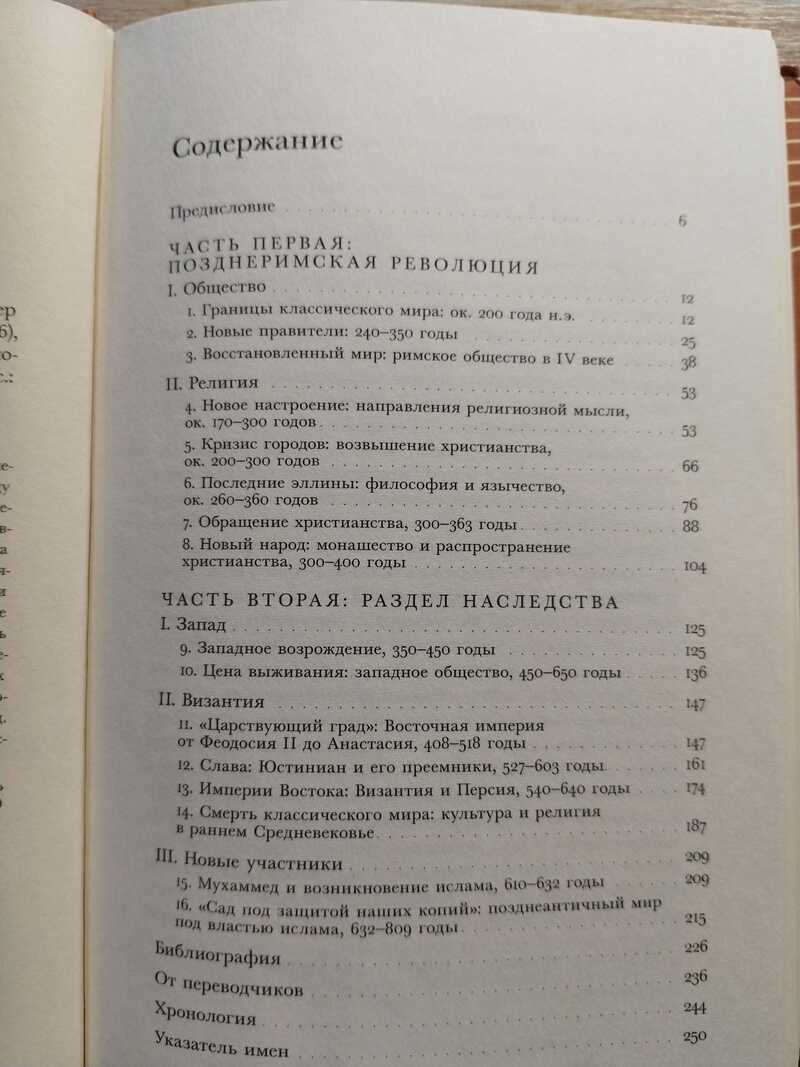 Содержание
Предисловие 6
ЧАСТЬ ПЕРВАЯ:
ПОЗДНЕРИМСКАЯ РЕВОЛЮЦИЯ
I. Общество 12
1. Границы классического мира: ок. 200 года н.э. 12
2. Новые правители: 240–350 годы 25
3. Восстановленный мир: римское общество в IV веке 38
II. Религия 53
4. Новое настроение: направления религиозной мысли,
ок. 170–300 годов 53
5. Кризис городов: возвышение христианства,
ок. 200–300 годов 66
6. Последние эллины: философия и язычество,
ок. 260–360 годов 76
7. Обращение христианства, 300–363 годы 88
8. Новый народ: монашество и распространение
христианства, 300–400 годы 104
ЧАСТЬ ВТОРАЯ: РАЗДЕЛ НАСЛЕДСТВА
I. Запад 125
9. Западное возрождение, 350–450 годы 125
10. Цена выживания: западное общество, 450–650 годы 136
II. Византия 147
11. «Царствующий град»: Восточная империя
от Феодосия II до Анастасия, 408–518 годы 147
12. Слава: Юстиниан и его преемники, 527–603 годы 161
13. Империи Востока: Византия и Персия, 540–640 годы 174
14. Смерть классического мира: культура и религия
в раннем Средневековье 187
III. Новые участники 209
15. Мухаммед и возникновение ислама, 610–632 годы 209
16. «Сад под защитой наших копий»: позднеантичный мир
под властью ислама, 632–809 годы 215
Библиография 226
От переводчиков 236
Хронология 244
Указатель имен 250